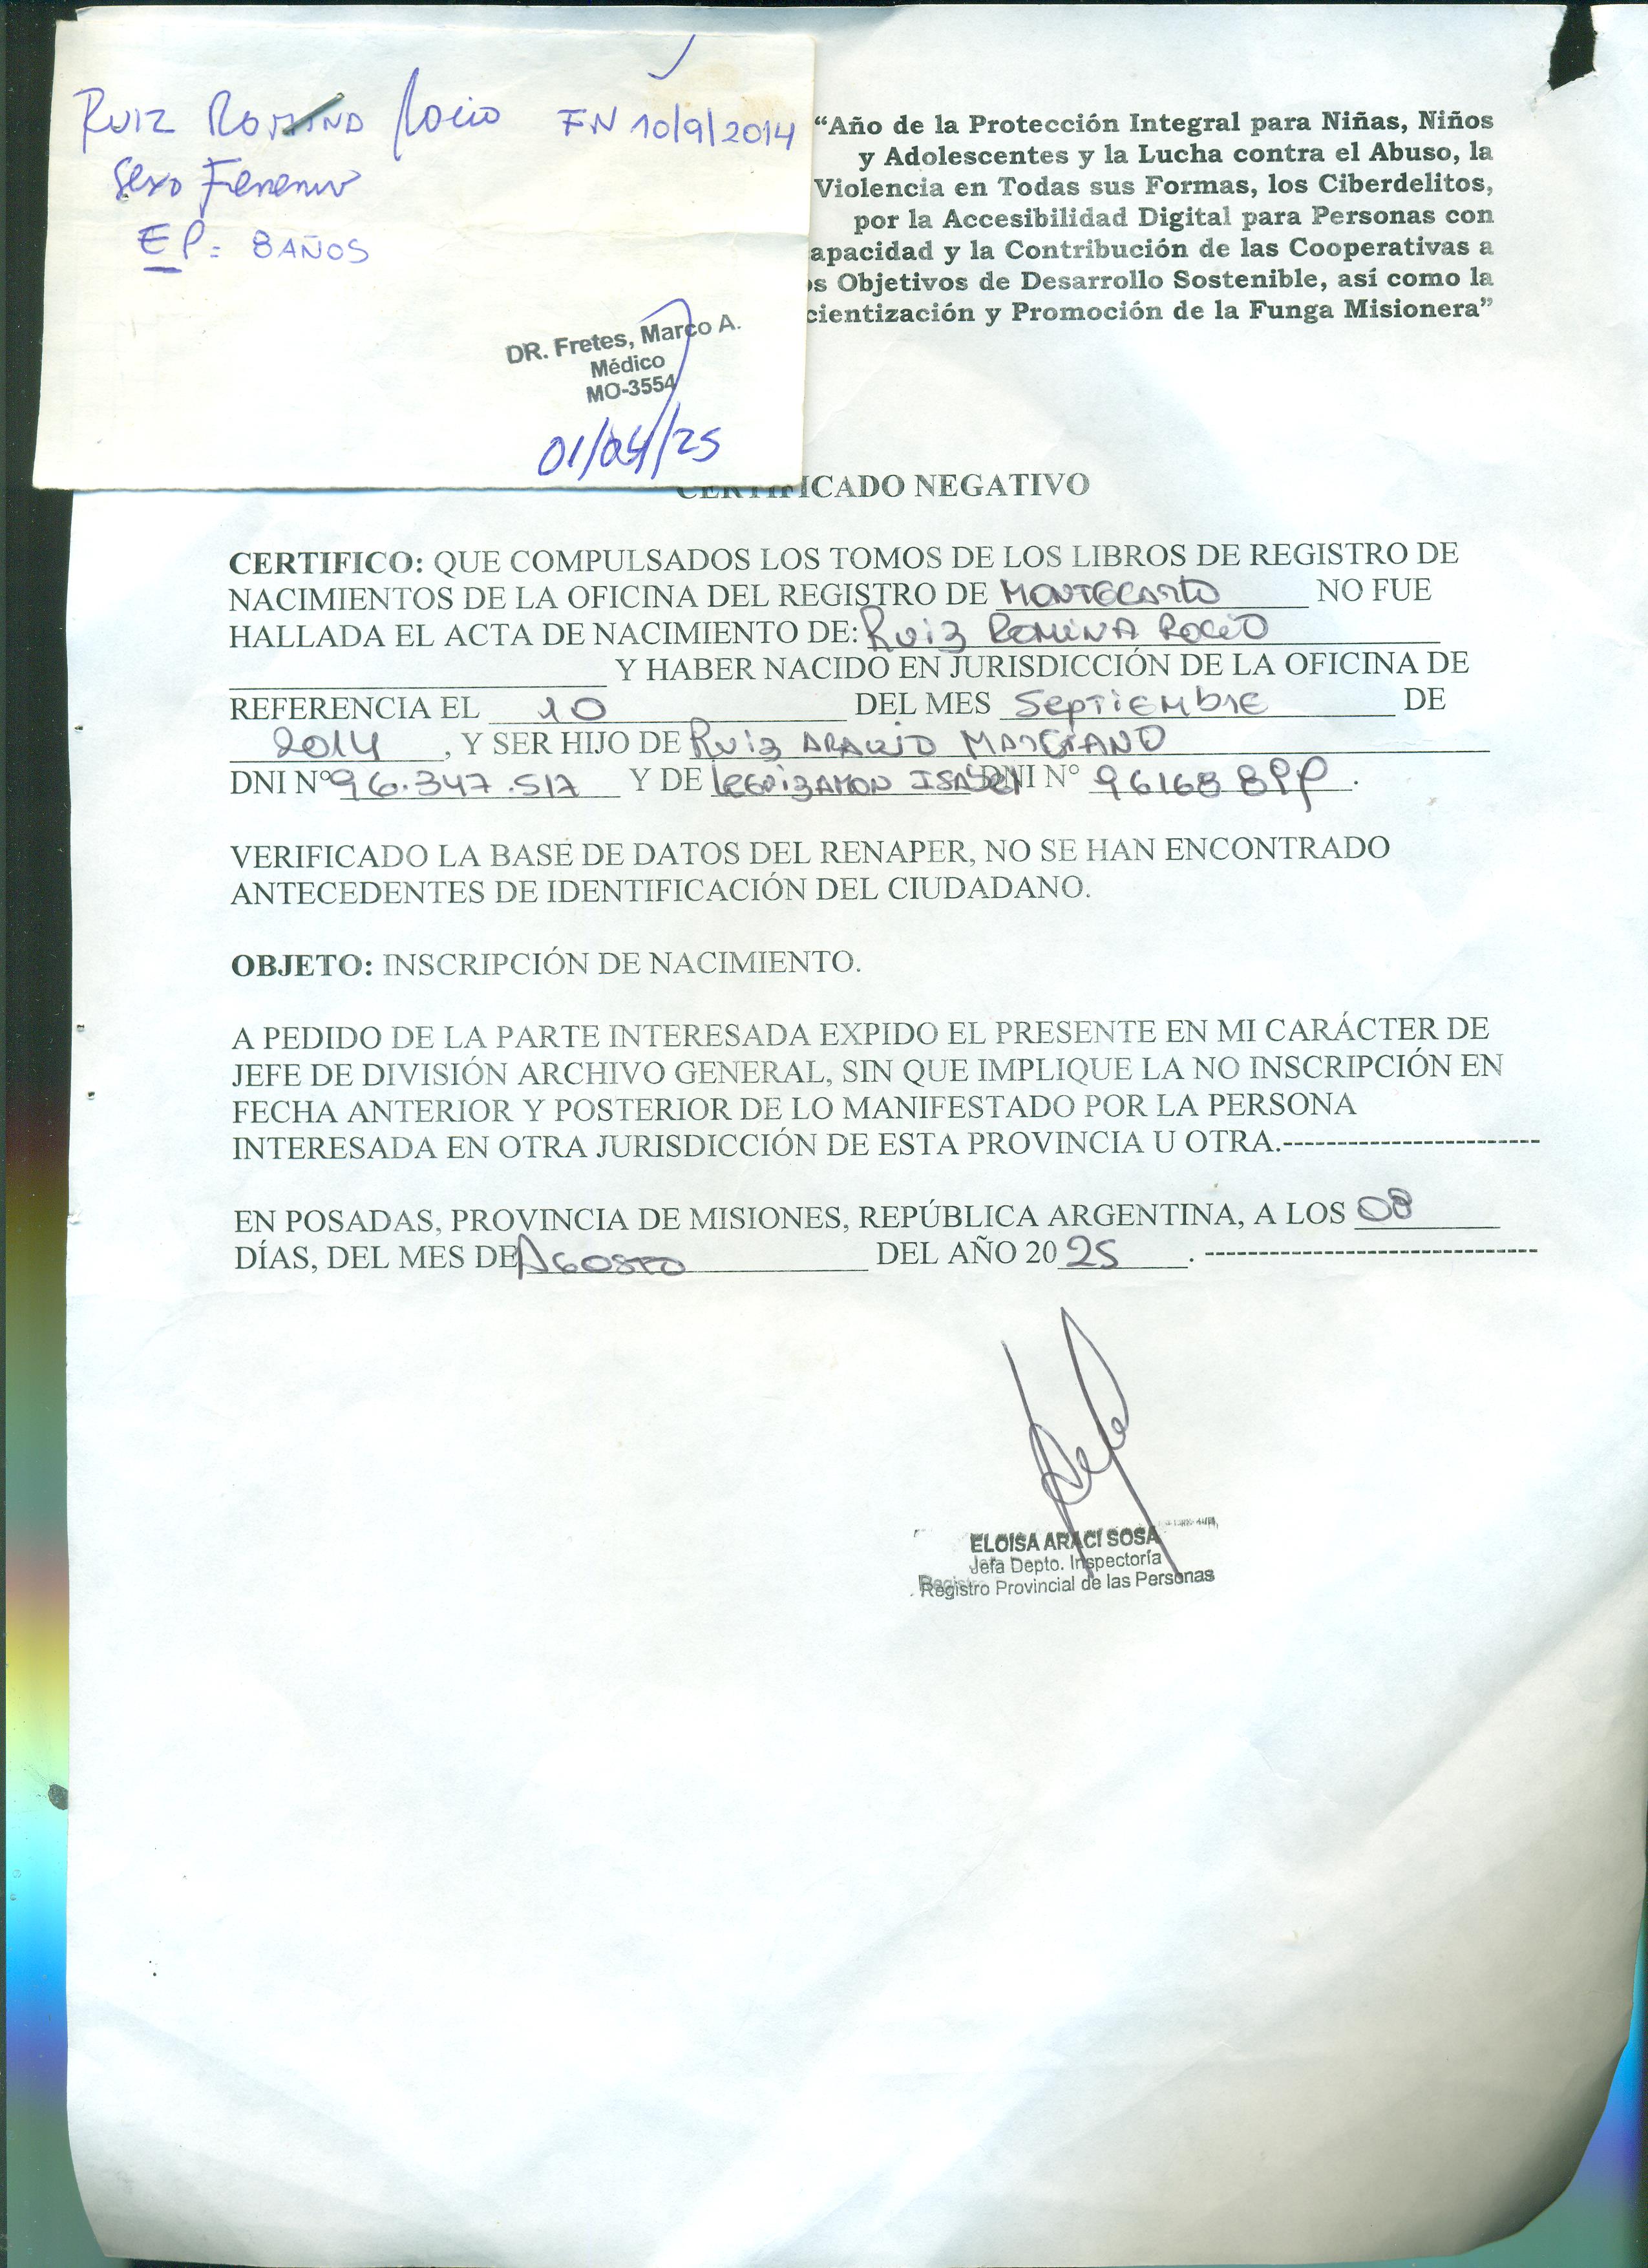 RUIZ ROMINA Rocio FN 10/9/2014
Sexo Femenino
EP= 8 AÑOS
DR. Fretes, Marco A.
Médico
MO-3554
01/04/25
“Año de la Protección Integral para Niñas, Niños
y Adolescentes y la Lucha contra el Abuso, la
Violencia en Todas sus Formas, los Ciberdelitos,
por la Accesibilidad Digital para Personas con
apacidad y la Contribución de las Cooperativas a
os Objetivos de Desarrollo Sostenible, así como la
cientización y Promoción de la Funga Misionera”
CERTIFICADO NEGATIVO
CERTIFICO: QUE COMPULSADOS LOS TOMOS DE LOS LIBROS DE REGISTRO DE
NACIMIENTOS DE LA OFICINA DEL REGISTRO DE MONTECARLO NO FUE
HALLADA EL ACTA DE NACIMIENTO DE: Ruiz ROMINA ROCIO
Y HABER NACIDO EN JURISDICCIÓN DE LA OFICINA DE
REFERENCIA EL 10 DEL MES Septiembre DE
2014, Y SER HIJO DE Ruiz ARAUJO MARCIANO
DNI N° 96.347.517 Y DE LEGUIZAMON ISABEL DNI N° 96168899.
VERIFICADO LA BASE DE DATOS DEL RENAPER, NO SE HAN ENCONTRADO
ANTECEDENTES DE IDENTIFICACIÓN DEL CIUDADANO.
OBJETO: INSCRIPCIÓN DE NACIMIENTO.
A PEDIDO DE LA PARTE INTERESADA EXPIDO EL PRESENTE EN MI CARÁCTER DE
JEFE DE DIVISIÓN ARCHIVO GENERAL, SIN QUE IMPLIQUE LA NO INSCRIPCIÓN EN
FECHA ANTERIOR Y POSTERIOR DE LO MANIFESTADO POR LA PERSONA
INTERESADA EN OTRA JURISDICCIÓN DE ESTA PROVINCIA U OTRA.------------------------
EN POSADAS, PROVINCIA DE MISIONES, REPÚBLICA ARGENTINA, A LOS 08
DÍAS, DEL MES DE AGOSTO DEL AÑO 2025. -------------------------------
ELOISA ARACI SOSA
Jefa Depto. Inspectoría
Registro Provincial de las Personas